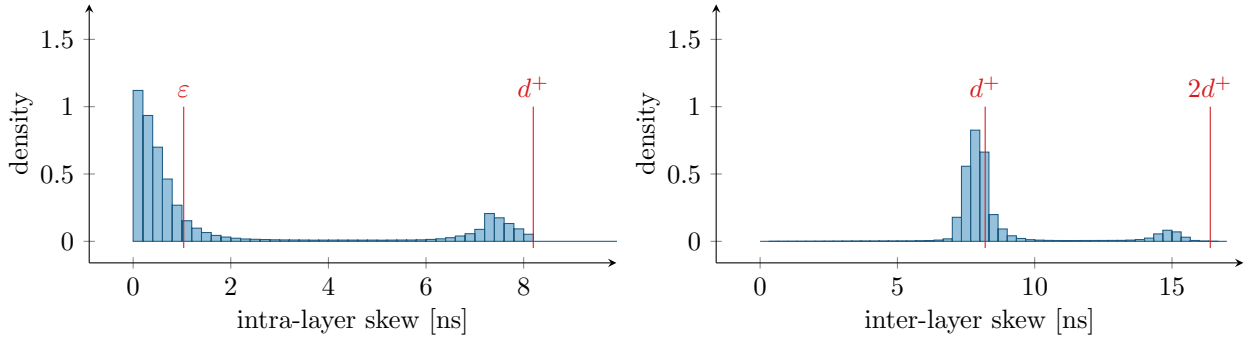 density
1.5
1
0.5
0
ε
d⁺
0 2 4 6 8
intra-layer skew [ns]
density
1.5
1
0.5
0
d⁺
2d⁺
0 5 10 15
inter-layer skew [ns]